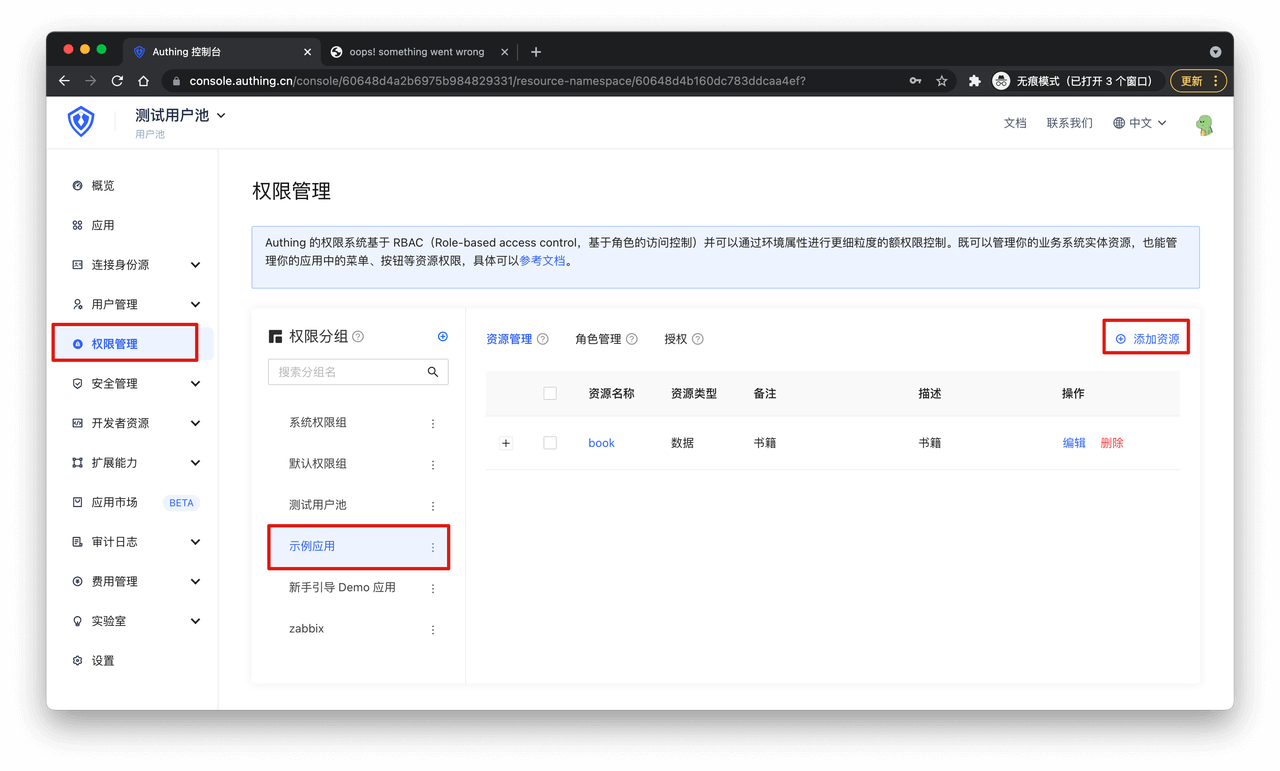 Authing 控制台
oops! something went wrong
console.authing.cn/console/60648d4a2b6975b984829331/resource-namespace/60648d4b160dc783ddcaa4ef?
无痕模式（已打开 3 个窗口）
更新
测试用户池
用户池
文档
联系我们
中文
概览
应用
连接身份源
用户管理
权限管理
安全管理
开发者资源
扩展能力
应用市场 BETA
审计日志
费用管理
实验室
设置
权限管理
Authing 的权限系统基于 RBAC（Role-based access control，基于角色的访问控制）并可以通过环境属性进行更细粒度的额权限控制。既可以管理你的业务系统实体资源，也能管
理你的应用中的菜单、按钮等资源权限，具体可以参考文档。
权限分组
搜索分组名
系统权限组
默认权限组
测试用户池
示例应用
新手引导 Demo 应用
zabbix
资源管理 角色管理 授权
添加资源
资源名称 资源类型 备注 描述 操作
book 数据 书籍 书籍 编辑 删除